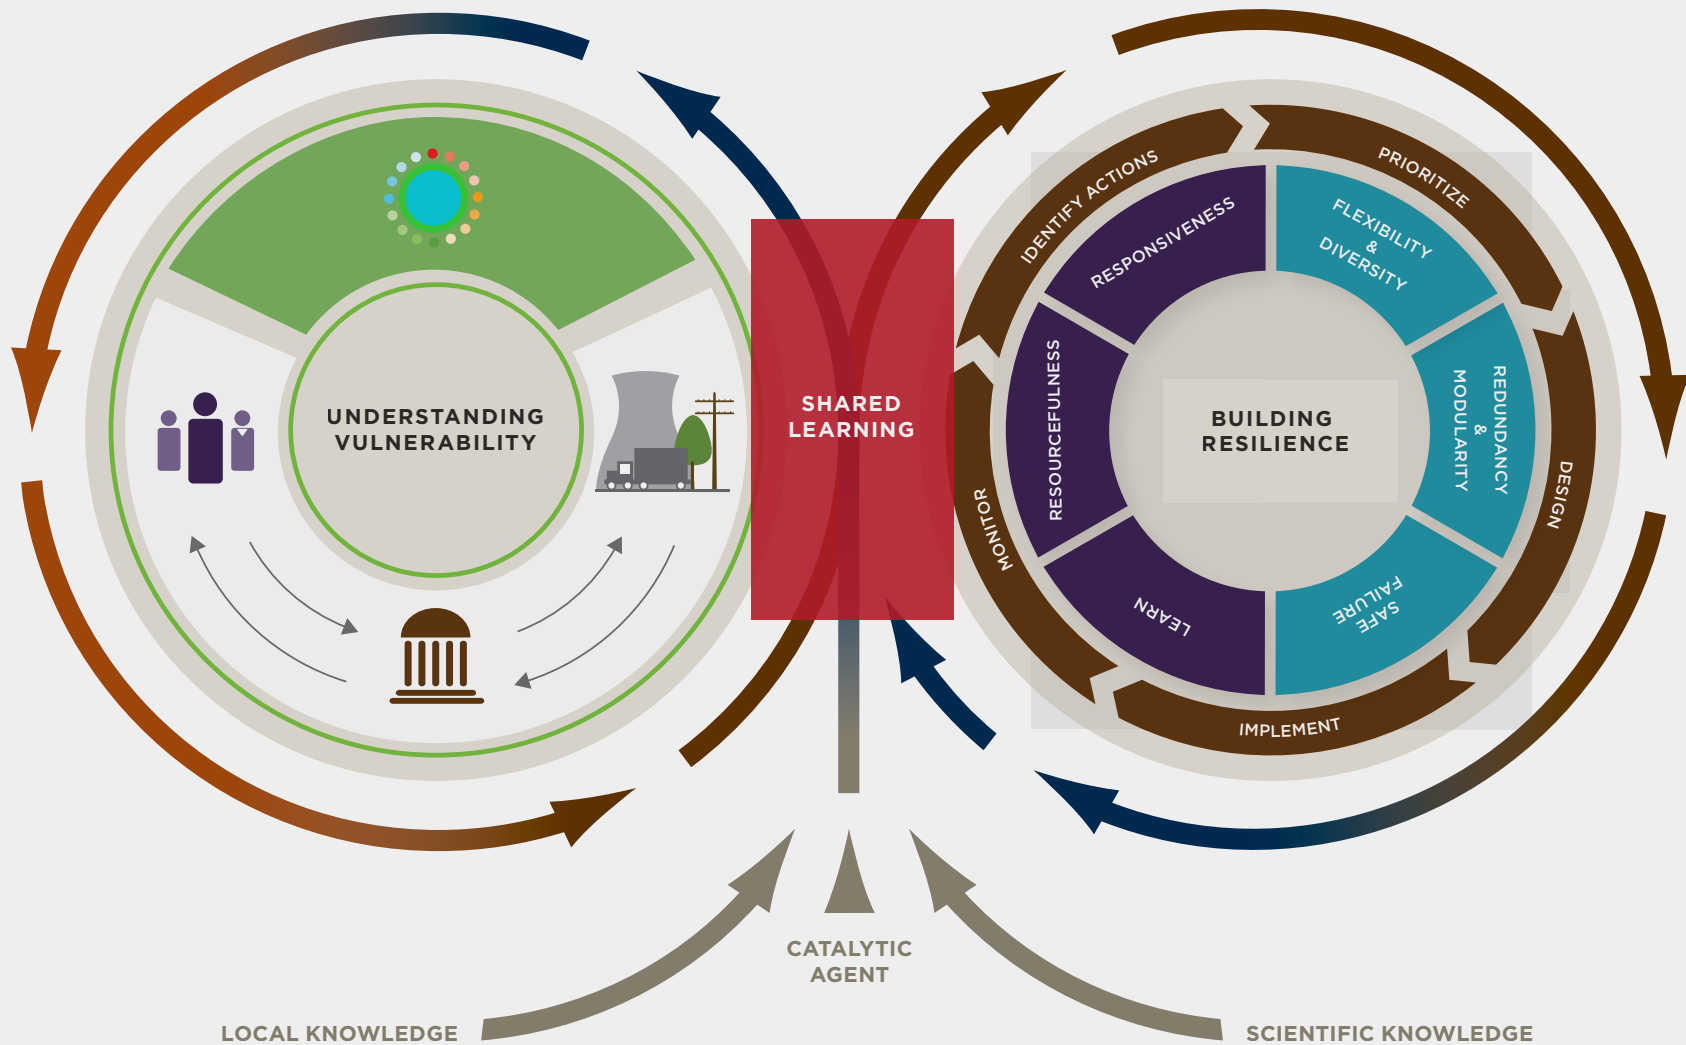 IDENTIFY ACTIONS
PRIORITIZE
DESIGN
IMPLEMENT
MONITOR
RESPONSIVENESS
FLEXIBILITY
&
DIVERSITY
REDUNDANCY
&
MODULARITY
SAFE
FAILURE
LEARN
RESOURCEFULNESS
UNDERSTANDING
VULNERABILITY
SHARED
LEARNING
BUILDING
RESILIENCE
CATALYTIC
AGENT
LOCAL KNOWLEDGE
SCIENTIFIC KNOWLEDGE